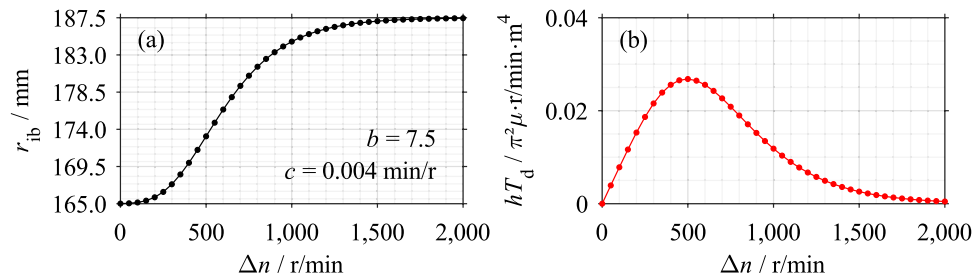 (a)
r_ib / mm
187.5
183.0
178.5
174.0
169.5
165.0
b = 7.5
c = 0.004 min/r
0 500 1,000 1,500 2,000
Δn / r/min
(b)
hT_d / π²μ·r/min·m⁴
0.04
0.02
0
0 500 1,000 1,500 2,000
Δn / r/min